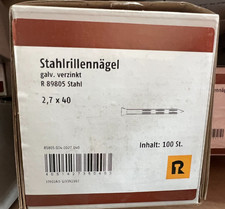 Stahlrillennägel
galv. verzinkt
R 89805 Stahl
2,7 x 40
Inhalt: 100 St.
R